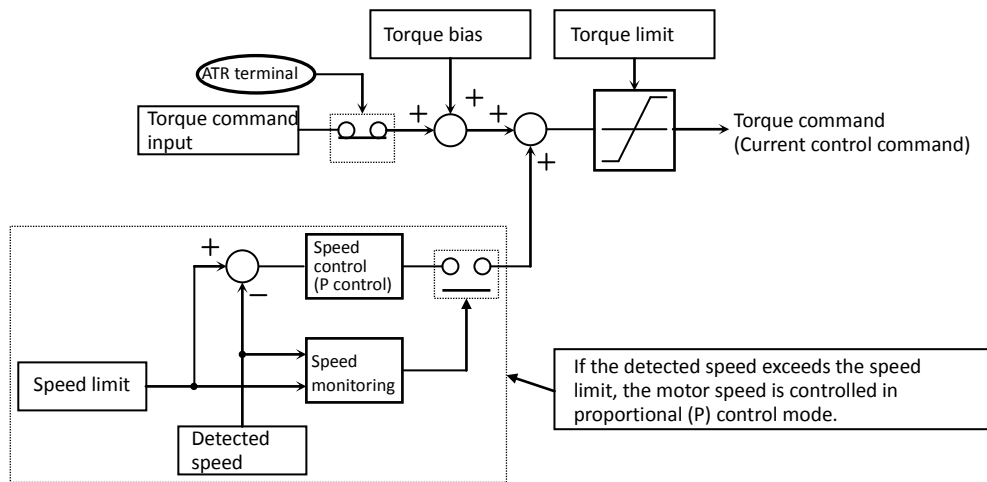 Torque bias
Torque limit
ATR terminal
Torque command
input
+
+
+
+
Torque command
(Current control command)
+
Speed
control
(P control)
−
Speed
monitoring
Speed limit
Detected
speed
If the detected speed exceeds the speed
limit, the motor speed is controlled in
proportional (P) control mode.